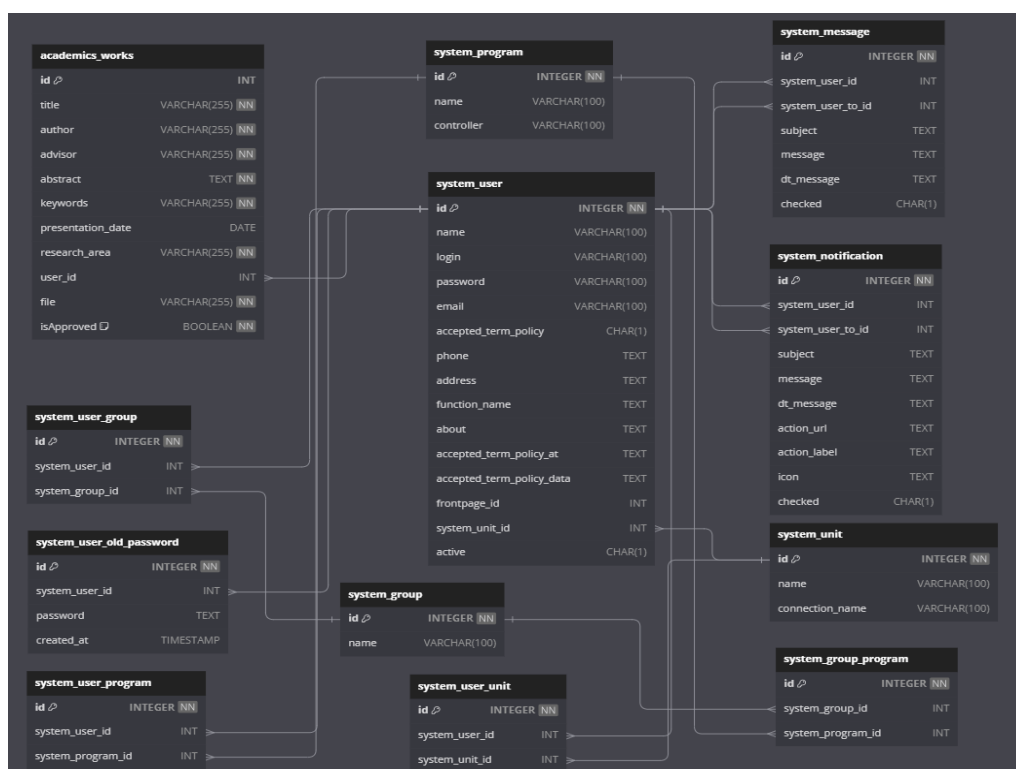 academics_works
id INT
title VARCHAR(255) NN
author VARCHAR(255) NN
advisor VARCHAR(255) NN
abstract TEXT NN
keywords VARCHAR(255) NN
presentation_date DATE
research_area VARCHAR(255) NN
user_id INT
file VARCHAR(255) NN
isApproved BOOLEAN NN
system_user_group
id INTEGER NN
system_user_id INT
system_group_id INT
system_user_old_password
id INTEGER NN
system_user_id INT
password TEXT
created_at TIMESTAMP
system_user_program
id INTEGER NN
system_user_id INT
system_program_id INT
system_program
id INTEGER NN
name VARCHAR(100)
controller VARCHAR(100)
system_user
id INTEGER NN
name VARCHAR(100)
login VARCHAR(100)
password VARCHAR(100)
email VARCHAR(100)
accepted_term_policy CHAR(1)
phone TEXT
address TEXT
function_name TEXT
about TEXT
accepted_term_policy_at TEXT
accepted_term_policy_data TEXT
frontpage_id INT
system_unit_id INT
active CHAR(1)
system_group
id INTEGER NN
name VARCHAR(100)
system_user_unit
id INTEGER NN
system_user_id INT
system_unit_id INT
system_message
id INTEGER NN
system_user_id INT
system_user_to_id INT
subject TEXT
message TEXT
dt_message TEXT
checked CHAR(1)
system_notification
id INTEGER NN
system_user_id INT
system_user_to_id INT
subject TEXT
message TEXT
dt_message TEXT
action_url TEXT
action_label TEXT
icon TEXT
checked CHAR(1)
system_unit
id INTEGER NN
name VARCHAR(100)
connection_name VARCHAR(100)
system_group_program
id INTEGER NN
system_group_id INT
system_program_id INT